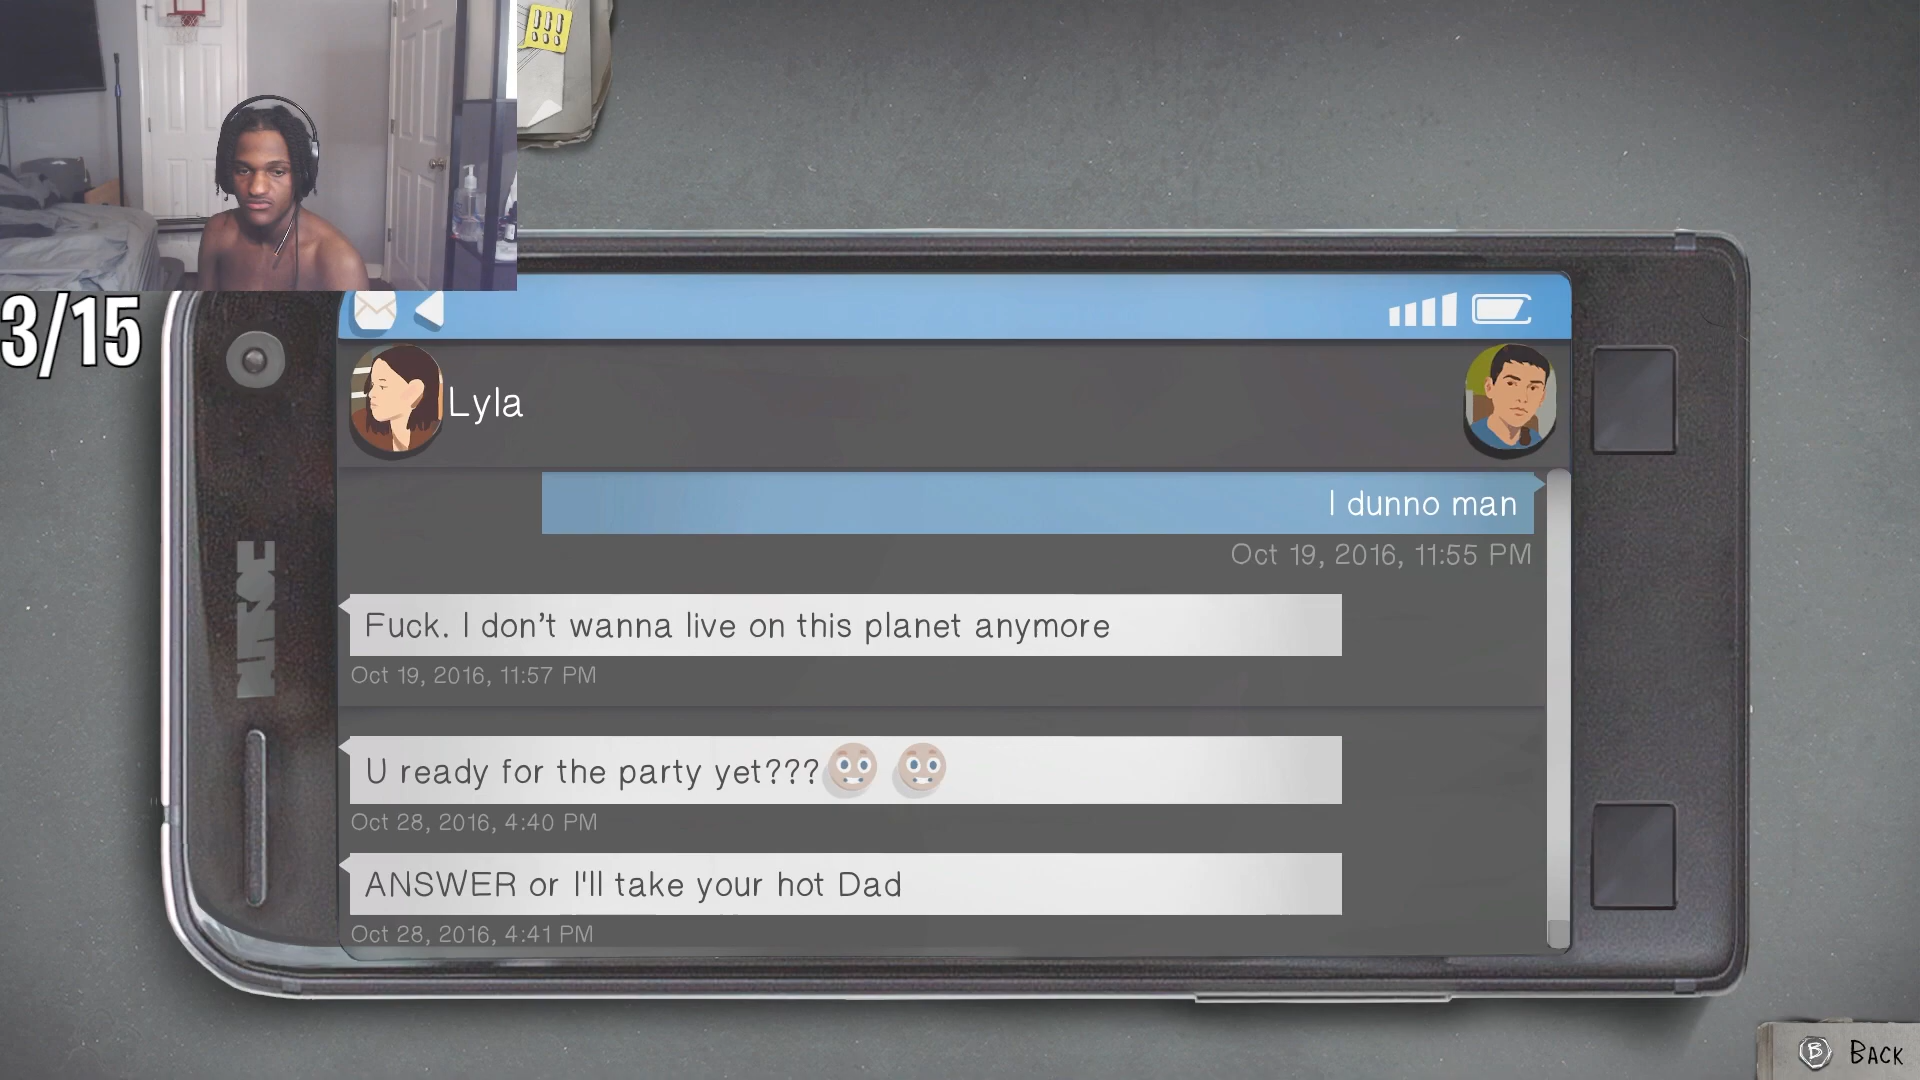 !!!
3/15
Lyla
I dunno man
Oct 19, 2016, 11:55 PM
Fuck. I don't wanna live on this planet anymore
Oct 19, 2016, 11:57 PM
U ready for the party yet???
Oct 28, 2016, 4:40 PM
ANSWER or I'll take your hot Dad
Oct 28, 2016, 4:41 PM
B BACK